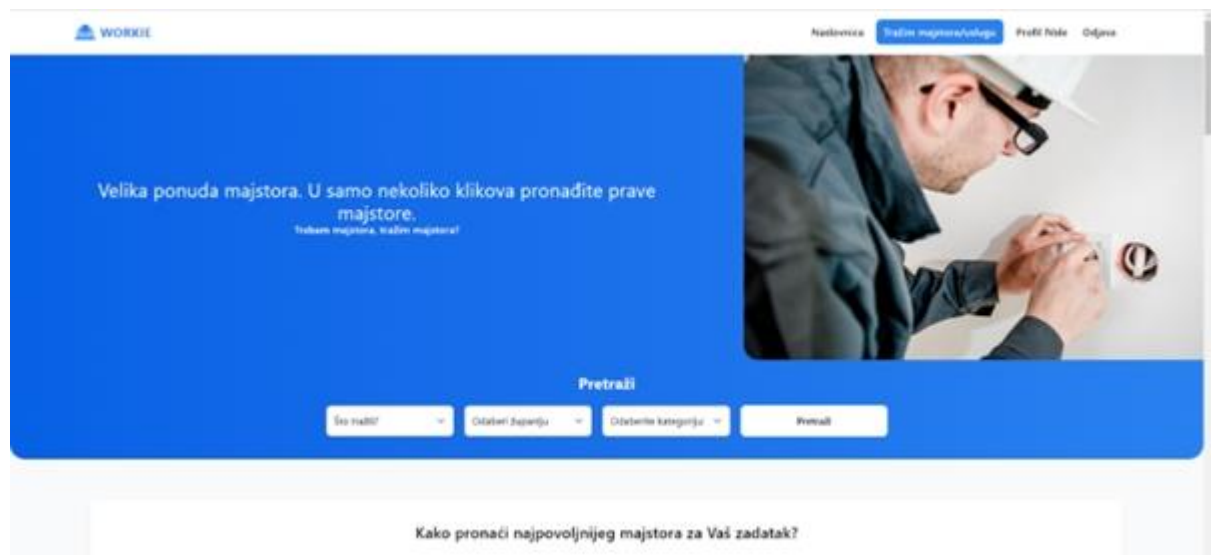 WORKIE
Naslovnica Tražim majstora/uslugu Profil Nide Odjava
Velika ponuda majstora. U samo nekoliko klikova pronađite prave
majstore.
Trebam majstora, tražim majstora?
Pretraži
Što tražiš? Odaberi županiju Odaberite kategoriju Pretraži
Kako pronaći najpovoljnijeg majstora za Vaš zadatak?